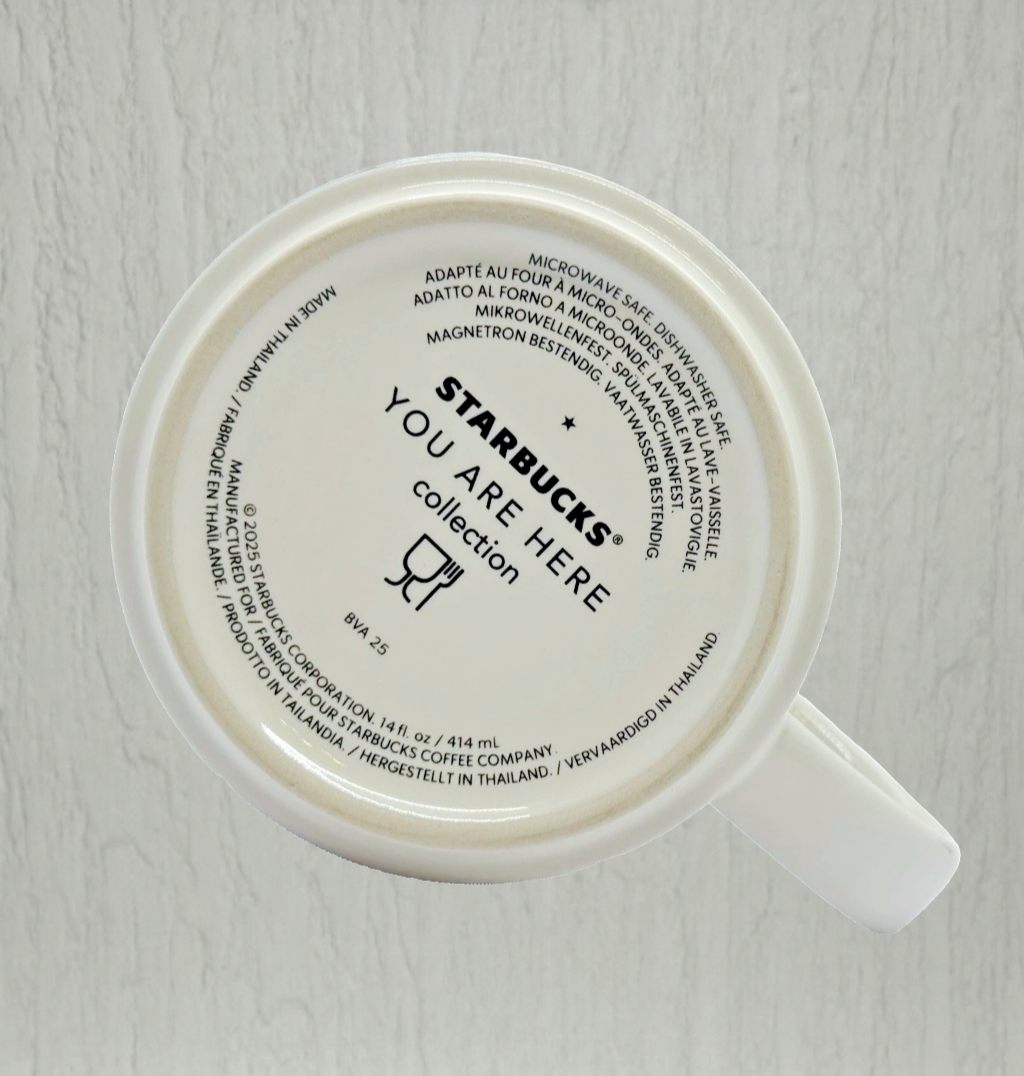 MICROWAVE SAFE. DISHWASHER SAFE.
ADAPTÉ AU FOUR À MICRO-ONDES. ADAPTÉ AU LAVE-VAISSELLE.
ADATTO AL FORNO A MICROONDE. LAVABILE IN LAVASTOVIGLIE.
MIKROWELLENFEST. SPÜLMASCHINENFEST.
MAGNETRON BESTENDIG. VAATWASSER BESTENDIG.
STARBUCKS®
YOU ARE HERE
collection
BVA 25
© 2025 STARBUCKS CORPORATION. 14 fl. oz / 414 mL
MANUFACTURED FOR / FABRIQUÉ POUR STARBUCKS COFFEE COMPANY.
MADE IN THAILAND. / FABRIQUÉ EN THAÏLANDE. / PRODOTTO IN TAILANDIA. / HERGESTELLT IN THAILAND. / VERVAARDIGD IN THAILAND.